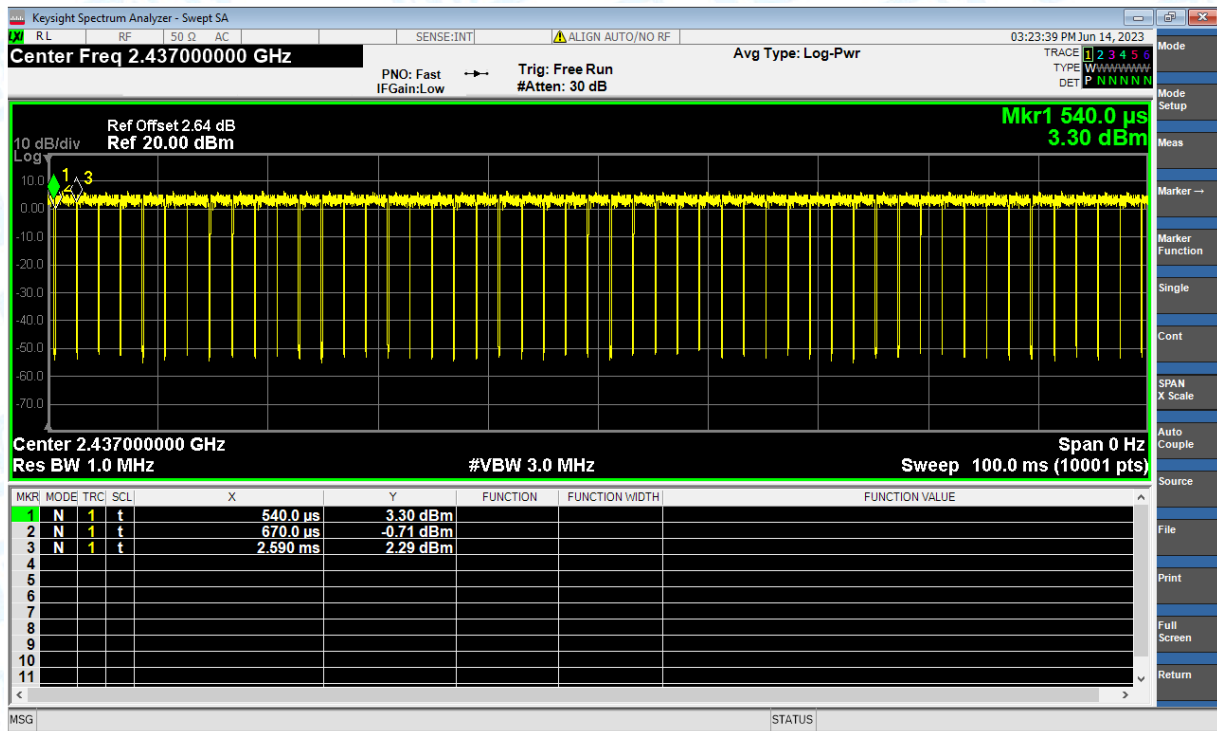 Keysight Spectrum Analyzer - Swept SA
LXI RL RF 50 Ω AC SENSE:INT ALIGN AUTO/NO RF 03:23:39 PM Jun 14, 2023
Center Freq 2.437000000 GHz
PNO: Fast
IFGain:Low
Trig: Free Run
#Atten: 30 dB
Avg Type: Log-Pwr
TRACE 1 2 3 4 5 6
TYPE WWWWWW
DET P N N N N N
Ref Offset 2.64 dB
10 dB/div Ref 20.00 dBm
Log
Mkr1 540.0 µs
3.30 dBm
1 2 3
10.0
0.00
-10.0
-20.0
-30.0
-40.0
-50.0
-60.0
-70.0
Center 2.437000000 GHz Span 0 Hz
Res BW 1.0 MHz #VBW 3.0 MHz Sweep 100.0 ms (10001 pts)
MKR MODE TRC SCL X Y FUNCTION FUNCTION WIDTH FUNCTION VALUE
1 N 1 t 540.0 µs 3.30 dBm
2 N 1 t 670.0 µs -0.71 dBm
3 N 1 t 2.590 ms 2.29 dBm
4
5
6
7
8
9
10
11
MSG STATUS
Mode
Mode
Setup
Meas
Marker→
Marker
Function
Single
Cont
SPAN
X Scale
Auto
Couple
Source
File
Print
Full
Screen
Return